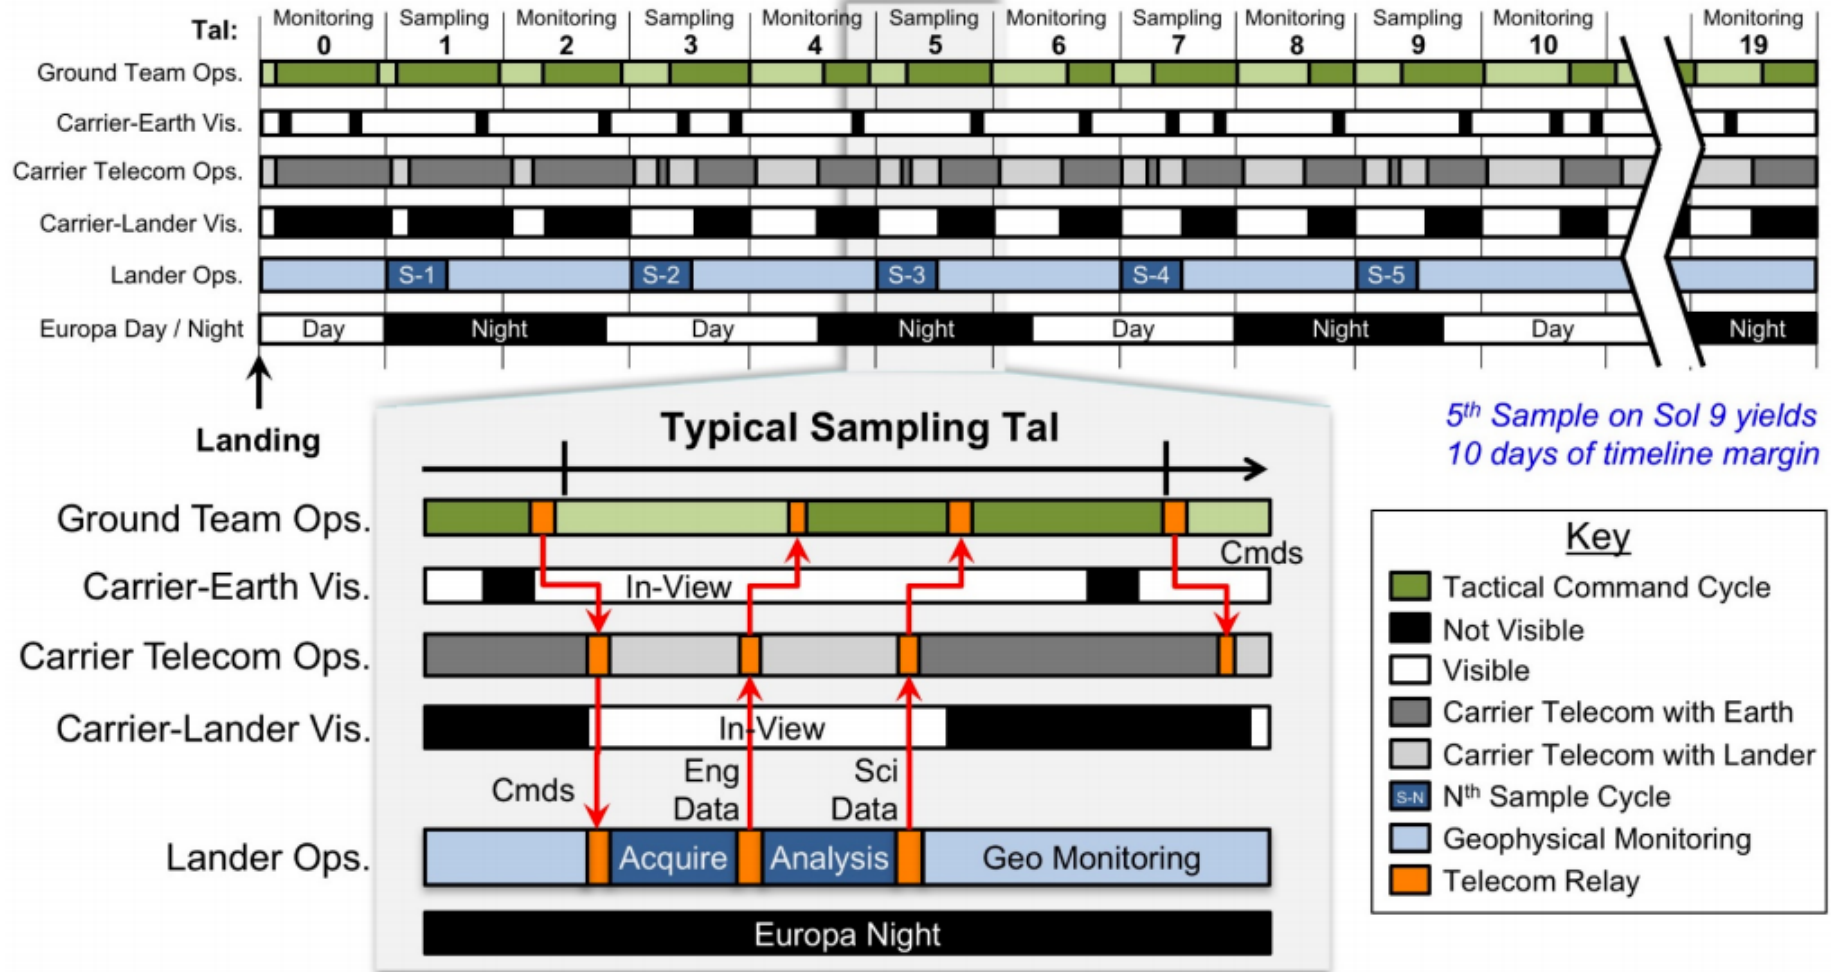 Monitoring Sampling Monitoring Sampling Monitoring Sampling Monitoring Sampling Monitoring Sampling Monitoring Monitoring
Tal: 0 1 2 3 4 5 6 7 8 9 10 19
Ground Team Ops.
Carrier-Earth Vis.
Carrier Telecom Ops.
Carrier-Lander Vis.
Lander Ops. S-1 S-2 S-3 S-4 S-5
Europa Day / Night Day Night Day Night Day Night Day Night
Landing
5th Sample on Sol 9 yields
10 days of timeline margin
Typical Sampling Tal
Ground Team Ops.
Cmds
Carrier-Earth Vis. In-View
Carrier Telecom Ops.
Carrier-Lander Vis. In-View
Cmds
Eng
Data
Sci
Data
Lander Ops. Acquire Analysis Geo Monitoring
Europa Night
Key
Tactical Command Cycle
Not Visible
Visible
Carrier Telecom with Earth
Carrier Telecom with Lander
S-N Nth Sample Cycle
Geophysical Monitoring
Telecom Relay